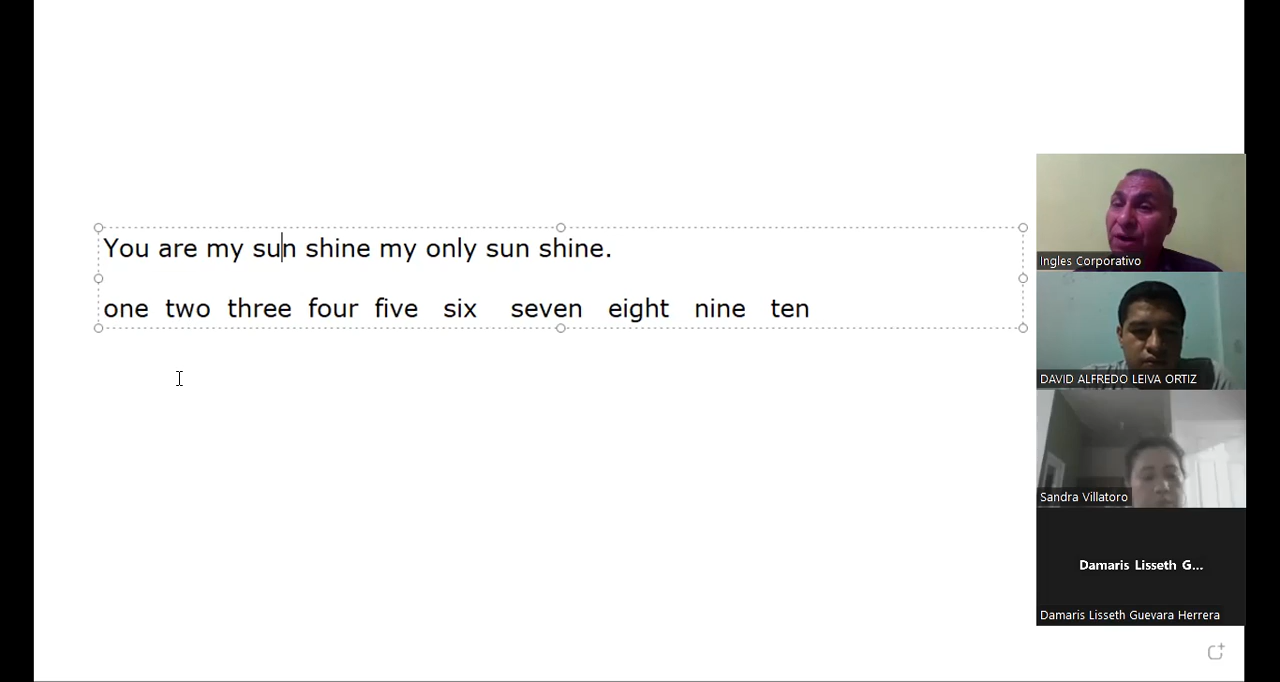 You are my sun shine my only sun shine.
one two three four five six seven eight nine ten
Ingles Corporativo
DAVID ALFREDO LEIVA ORTIZ
Sandra Villatoro
Damaris Lisseth G...
Damaris Lisseth Guevara Herrera